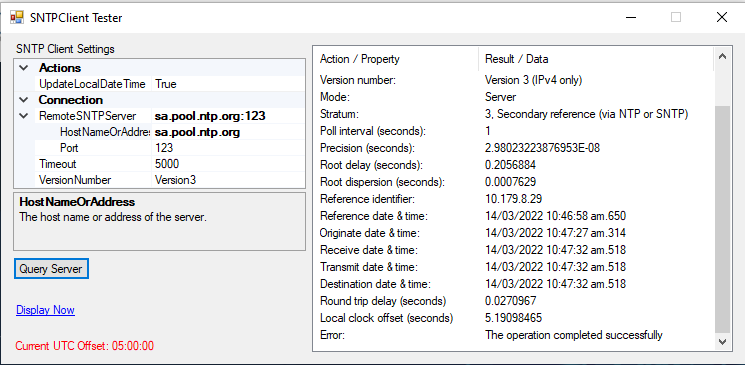 SNTPClient Tester
SNTP Client Settings
Actions
UpdateLocalDateTime True
Connection
RemoteSNTPServer sa.pool.ntp.org:123
HostNameOrAddres sa.pool.ntp.org
Port 123
Timeout 5000
VersionNumber Version3
HostNameOrAddress
The host name or address of the server.
Query Server
Display Now
Current UTC Offset: 05:00:00
Action / Property Result / Data
Version number: Version 3 (IPv4 only)
Mode: Server
Stratum: 3, Secondary reference (via NTP or SNTP)
Poll interval (seconds): 1
Precision (seconds): 2.98023223876953E-08
Root delay (seconds): 0.2056884
Root dispersion (seconds): 0.0007629
Reference identifier: 10.179.8.29
Reference date & time: 14/03/2022 10:46:58 am.650
Originate date & time: 14/03/2022 10:47:27 am.314
Receive date & time: 14/03/2022 10:47:32 am.518
Transmit date & time: 14/03/2022 10:47:32 am.518
Destination date & time: 14/03/2022 10:47:32 am.518
Round trip delay (seconds) 0.0270967
Local clock offset (seconds) 5.19098465
Error: The operation completed successfully